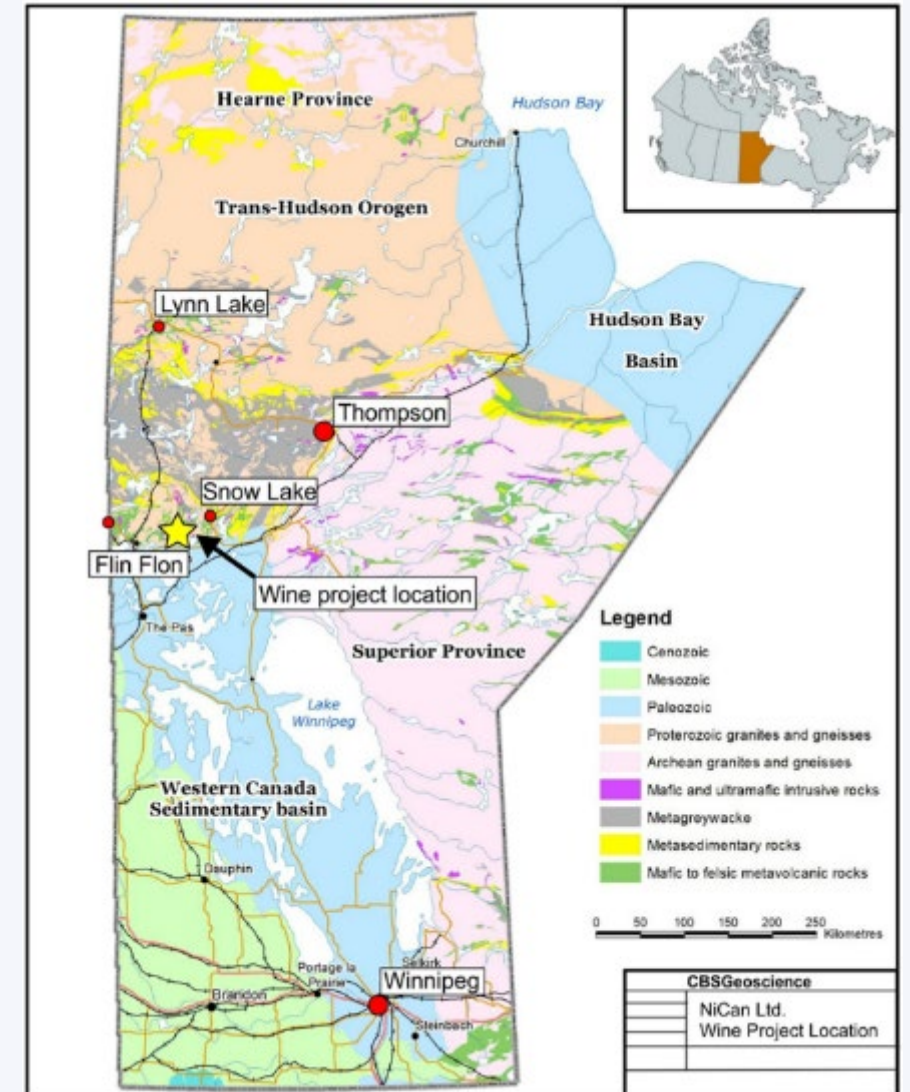 Hearne Province
Hudson Bay
Churchill
Trans-Hudson Orogen
Lynn Lake
Hudson Bay
Basin
Thompson
Snow Lake
Flin Flon
Wine project location
The Pas
Superior Province
Lake
Winnipeg
Western Canada
Sedimentary basin
Dauphin
Portage la
Prairie
Selkirk
Winnipeg
Brandon
Steinbach
Legend
Cenozoic
Mesozoic
Paleozoic
Proterozoic granites and gneisses
Archean granites and gneisses
Mafic and ultramafic intrusive rocks
Metagreywacke
Metasedimentary rocks
Mafic to felsic metavolcanic rocks
0 50 100 150 200 250
Kilometres
CBSGeoscience
NiCan Ltd.
Wine Project Location